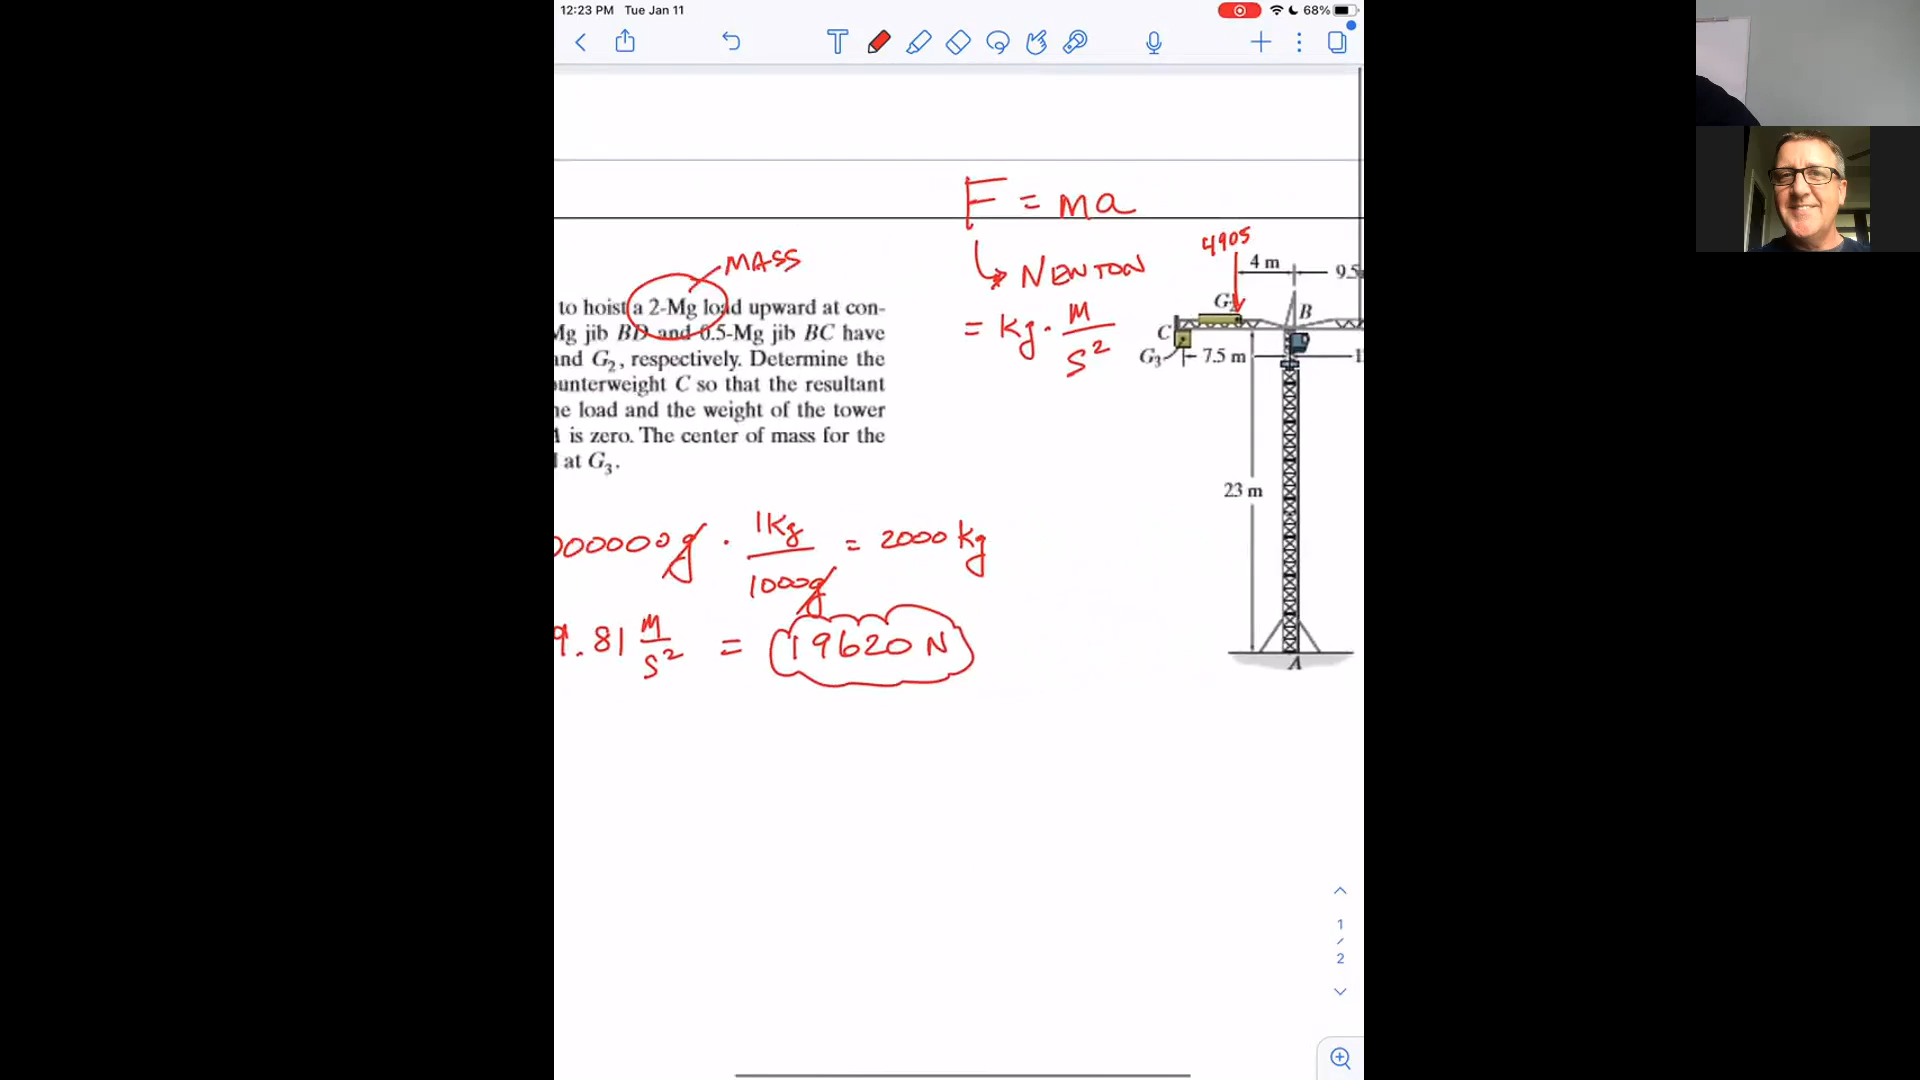 12:23 PM Tue Jan 11
68%
F = ma
MASS
NEWTON
= Kg · M
S²
to hoist a 2-Mg load upward at con-
Mg jib BD and 0.5-Mg jib BC have
and G₂, respectively. Determine the
unterweight C so that the resultant
he load and the weight of the tower
A is zero. The center of mass for the
at G₃.
4905
4 m
9.5
G
B
C
G₃
7.5 m
23 m
A
000000g · 1Kg
1000g
= 2000 kg
9.81 M
S²
= 19620 N
1
/
2